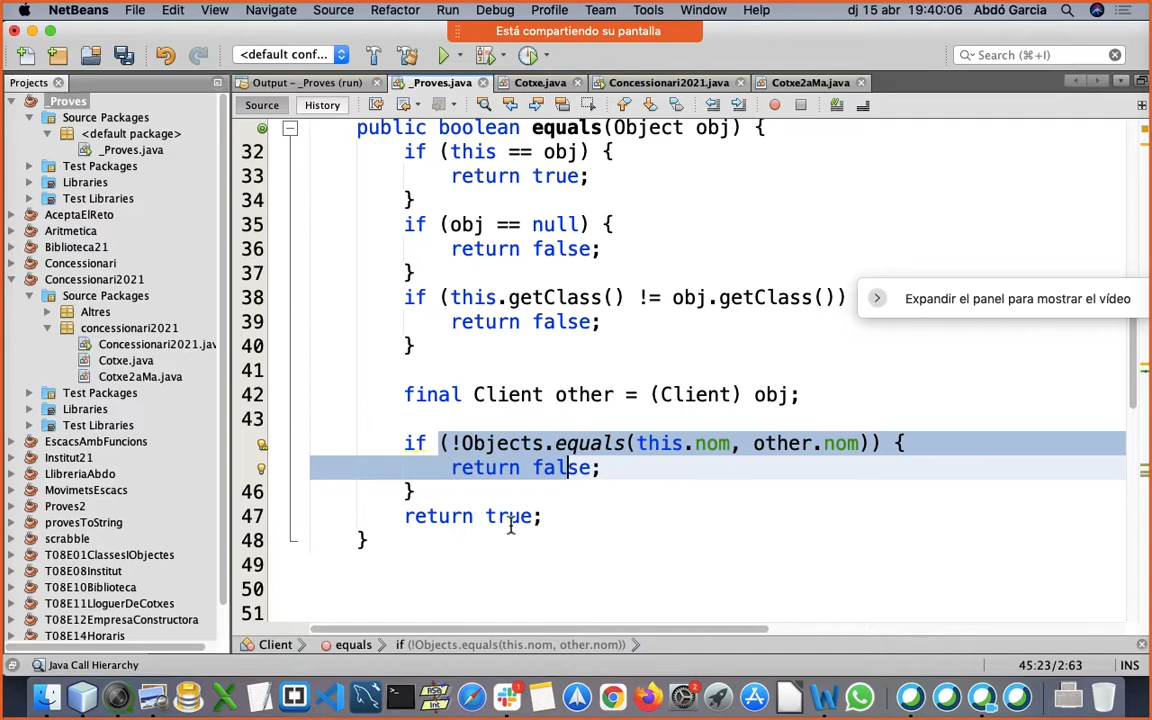 NetBeans File Edit View Navigate Source Refactor Run Debug Profile Team Tools Window Help dj 15 abr 19:40:06 Abdó Garcia
Está compartiendo su pantalla
<default conf... Search (⌘+I)
Projects Output - _Proves (run) _Proves.java Cotxe.java Concessionari2021.java Cotxe2aMa.java
Source History
_Proves
Source Packages
<default package>
_Proves.java
Test Packages
Libraries
Test Libraries
AceptaElReto
Aritmetica
Biblioteca21
Concessionari
Concessionari2021
Source Packages
Altres
concessionari2021
Concessionari2021.jav
Cotxe.java
Cotxe2aMa.java
Test Packages
Libraries
Test Libraries
EscacsAmbFuncions
Institut21
LlibreriaAbdo
MovimetsEscacs
Proves2
provesToString
scrabble
T08E01ClassesIObjectes
T08E08Institut
T08E10Biblioteca
T08E11LloguerDeCotxes
T08E12EmpresaConstructora
T08E14Horaris
public boolean equals(Object obj) {
32 if (this == obj) {
33 return true;
34 }
35 if (obj == null) {
36 return false;
37 }
38 if (this.getClass() != obj.getClass())
39 return false;
40 }
41
42 final Client other = (Client) obj;
43
if (!Objects.equals(this.nom, other.nom)) {
return false;
46 }
47 return true;
48 }
49
50
51
Expandir el panel para mostrar el vídeo
Client equals if (!Objects.equals(this.nom, other.nom))
Java Call Hierarchy 45:23/2:63 INS